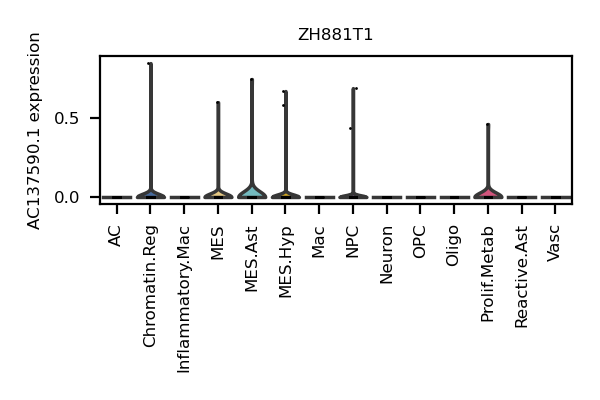 ZH881T1
AC137590.1 expression
0.5
0.0
AC
Chromatin.Reg
Inflammatory.Mac
MES
MES.Ast
MES.Hyp
Mac
NPC
Neuron
OPC
Oligo
Prolif.Metab
Reactive.Ast
Vasc